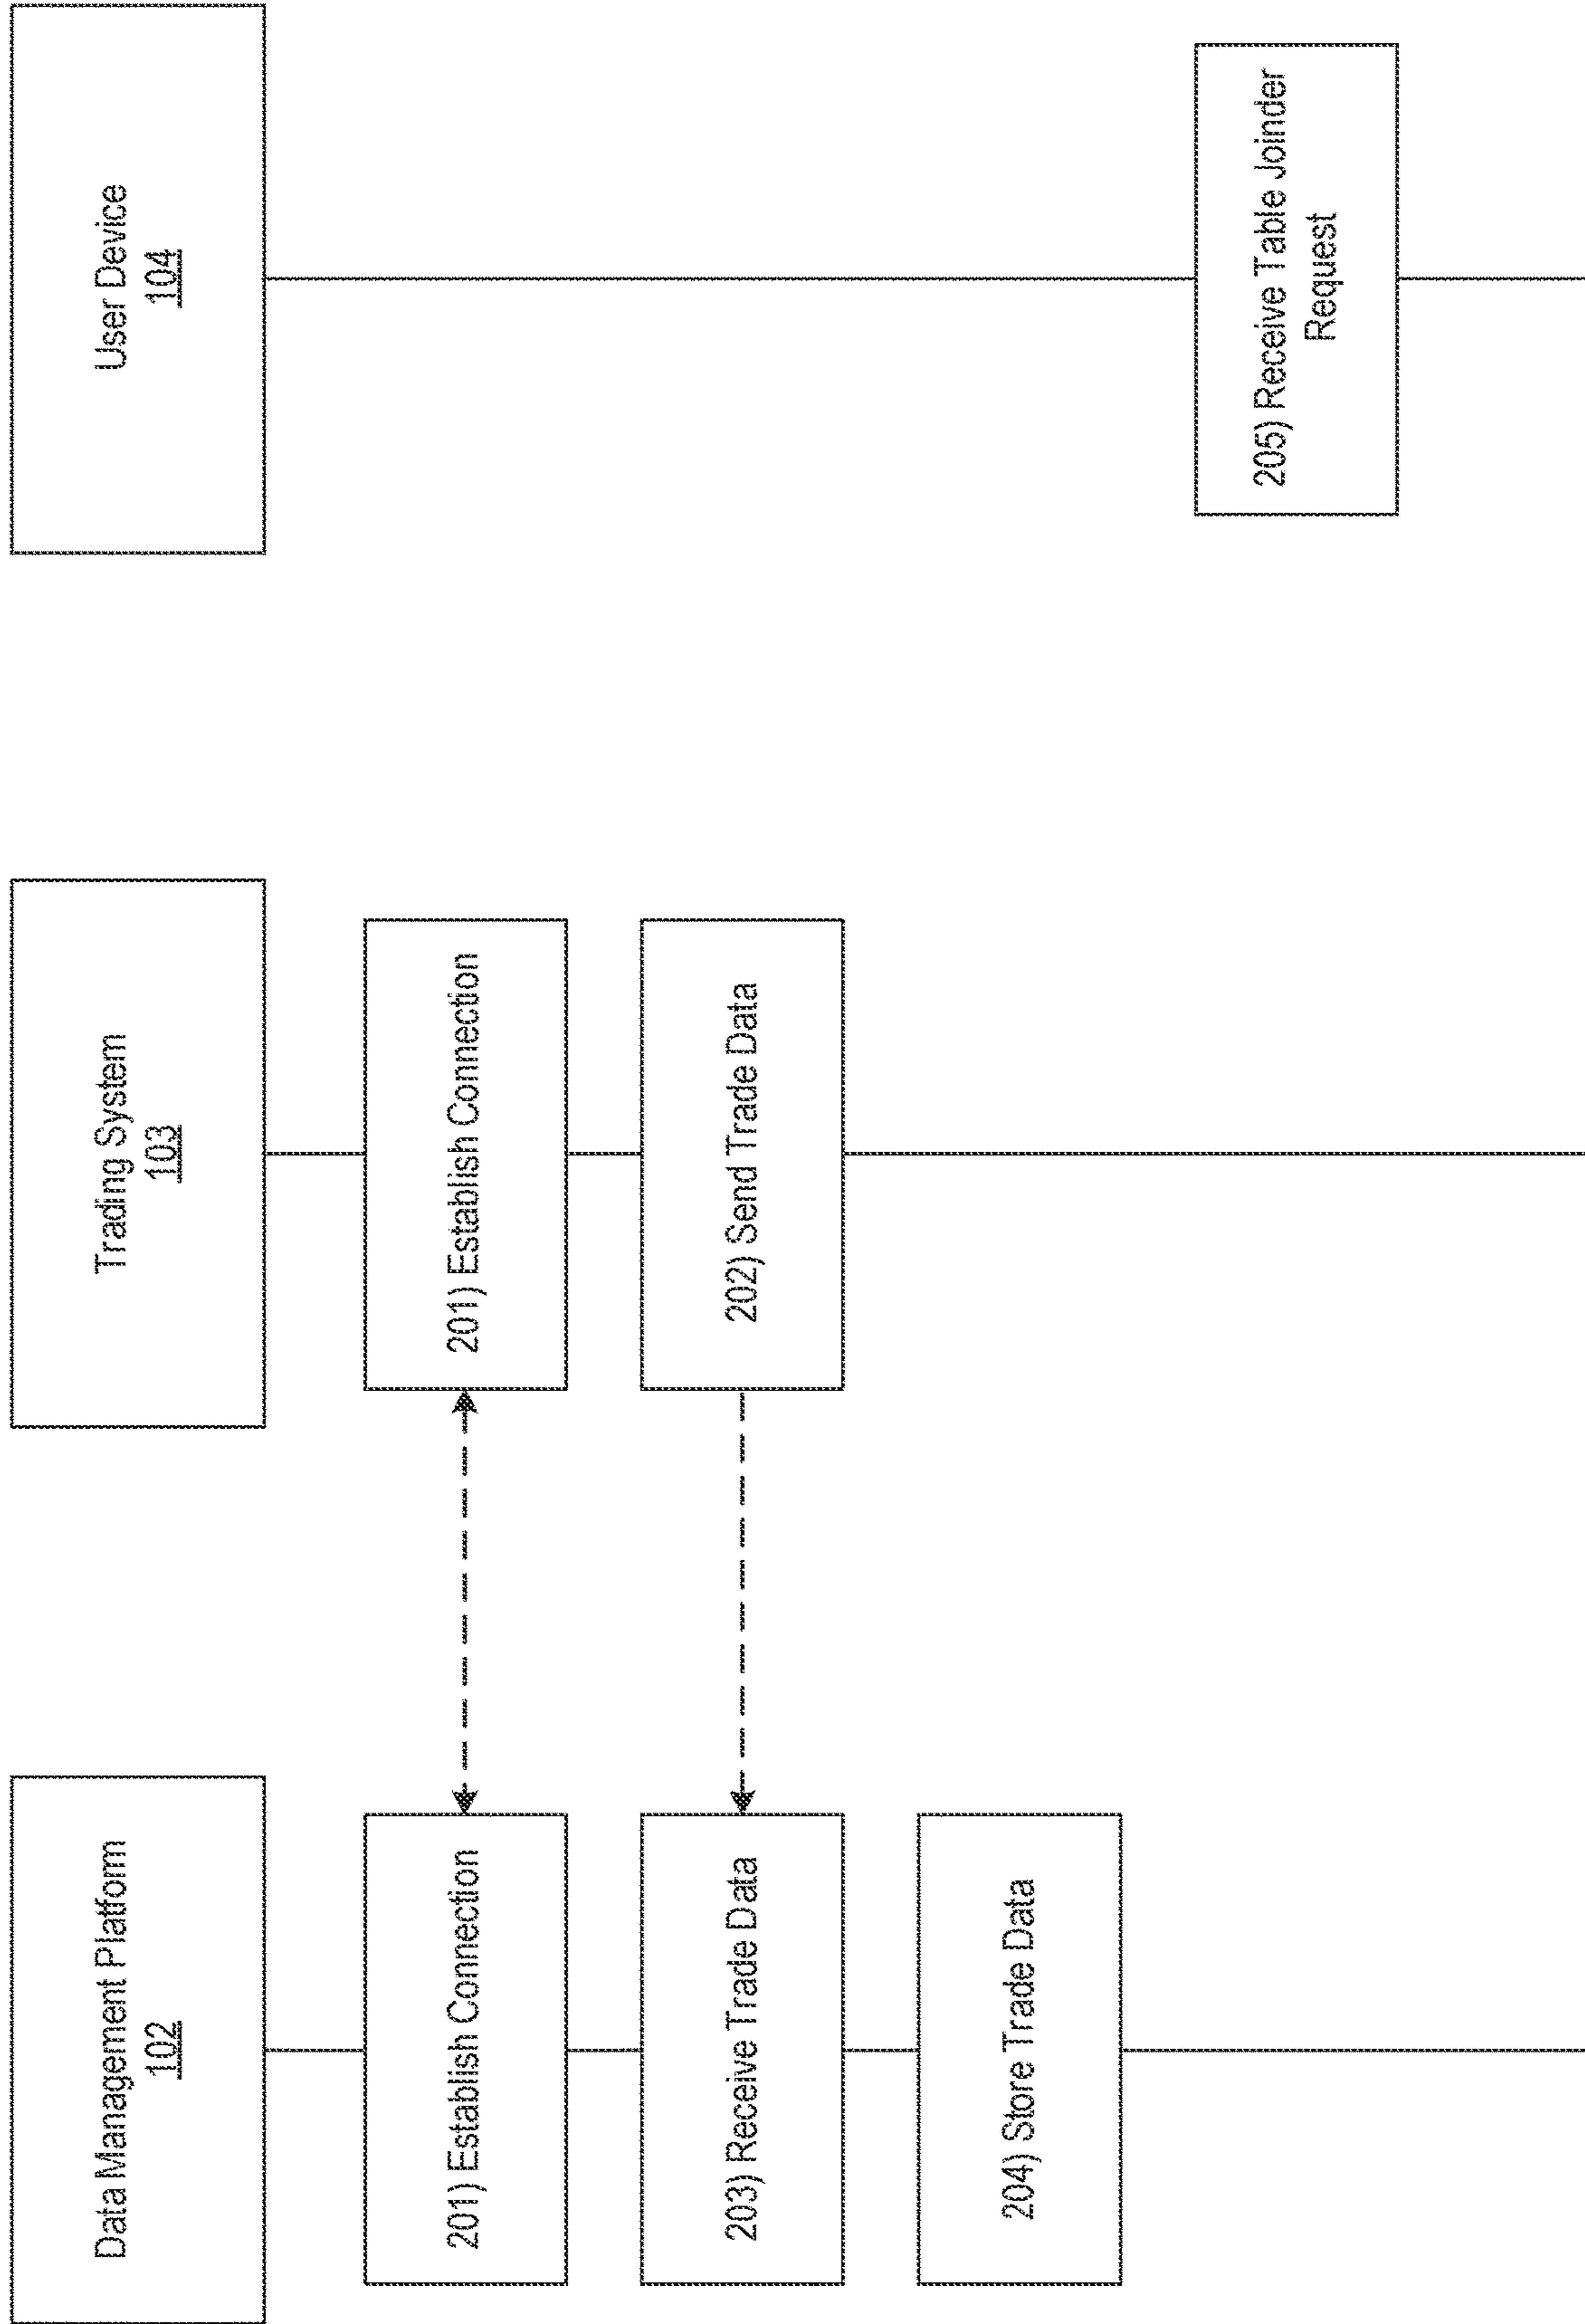 Data Management Platform
102
Trading System
103
User Device
104
201) Establish Connection
201) Establish Connection
203) Receive Trade Data
202) Send Trade Data
204) Store Trade Data
205) Receive Table Joinder
Request